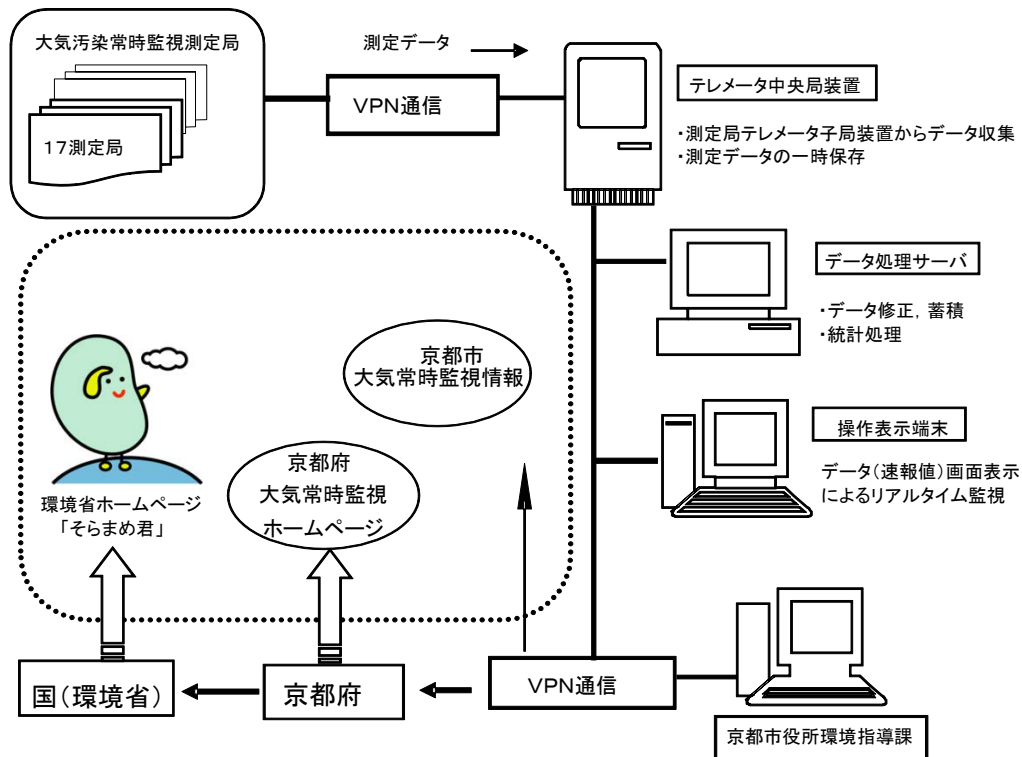 大気汚染常時監視測定局
17測定局
測定データ
VPN通信
テレメータ中央局装置
・測定局テレメータ子局装置からデータ収集
・測定データの一時保存
データ処理サーバ
・データ修正, 蓄積
・統計処理
操作表示端末
データ(速報値)画面表示
によるリアルタイム監視
京都市
大気常時監視情報
京都府
大気常時監視
ホームページ
環境省ホームページ
「そらまめ君」
国(環境省)
京都府
VPN通信
京都市役所環境指導課